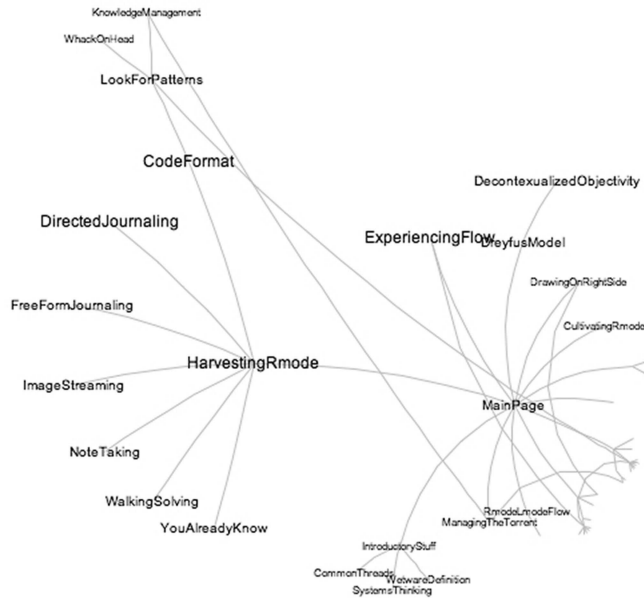 KnowledgeManagement
WhackOnHead
LookForPatterns
CodeFormat
DecontexualizedObjectivity
DirectedJournaling
ExperiencingFlow
DreyfusModel
DrawingOnRightSide
FreeFormJournaling
CultivatingRmode
HarvestingRmode
ImageStreaming
MainPage
NoteTaking
WalkingSolving
RmodeLmodeFlow
ManagingTheTorrent
YouAlreadyKnow
IntroductoryStuff
CommonThreads
WetwareDefinition
SystemsThinking